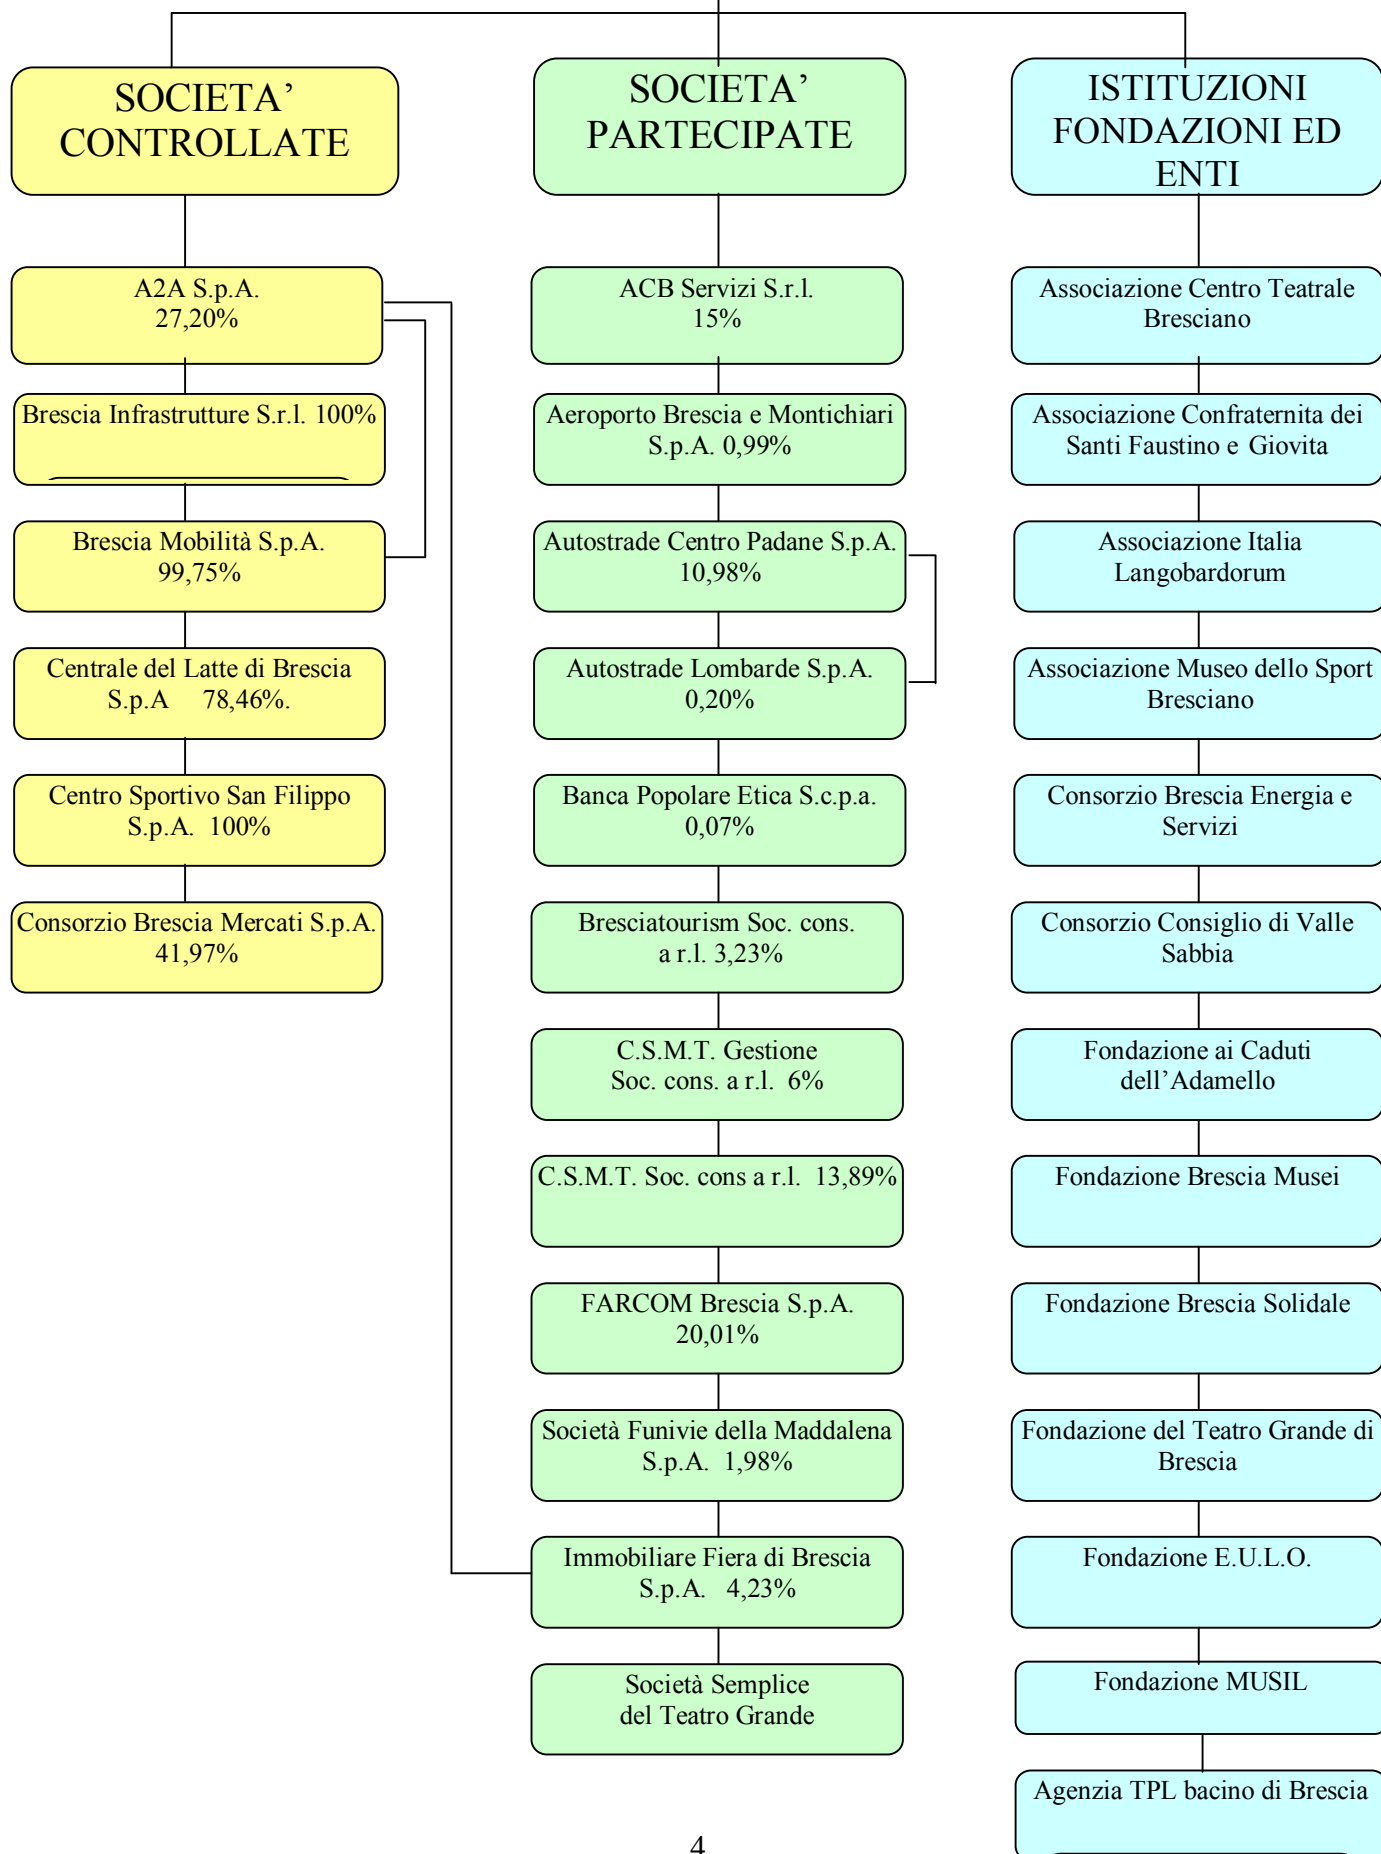 SOCIETA’
CONTROLLATE
A2A S.p.A.
27,20%
Brescia Infrastrutture S.r.l. 100%
Brescia Mobilità S.p.A.
99,75%
Centrale del Latte di Brescia
S.p.A 78,46%.
Centro Sportivo San Filippo
S.p.A. 100%
Consorzio Brescia Mercati S.p.A.
41,97%
SOCIETA’
PARTECIPATE
ACB Servizi S.r.l.
15%
Aeroporto Brescia e Montichiari
S.p.A. 0,99%
Autostrade Centro Padane S.p.A.
10,98%
Autostrade Lombarde S.p.A.
0,20%
Banca Popolare Etica S.c.p.a.
0,07%
Bresciatourism Soc. cons.
a r.l. 3,23%
C.S.M.T. Gestione
Soc. cons. a r.l. 6%
C.S.M.T. Soc. cons a r.l. 13,89%
FARCOM Brescia S.p.A.
20,01%
Società Funivie della Maddalena
S.p.A. 1,98%
Immobiliare Fiera di Brescia
S.p.A. 4,23%
Società Semplice
del Teatro Grande
ISTITUZIONI
FONDAZIONI ED
ENTI
Associazione Centro Teatrale
Bresciano
Associazione Confraternita dei
Santi Faustino e Giovita
Associazione Italia
Langobardorum
Associazione Museo dello Sport
Bresciano
Consorzio Brescia Energia e
Servizi
Consorzio Consiglio di Valle
Sabbia
Fondazione ai Caduti
dell’Adamello
Fondazione Brescia Musei
Fondazione Brescia Solidale
Fondazione del Teatro Grande di
Brescia
Fondazione E.U.L.O.
Fondazione MUSIL
Agenzia TPL bacino di Brescia
4